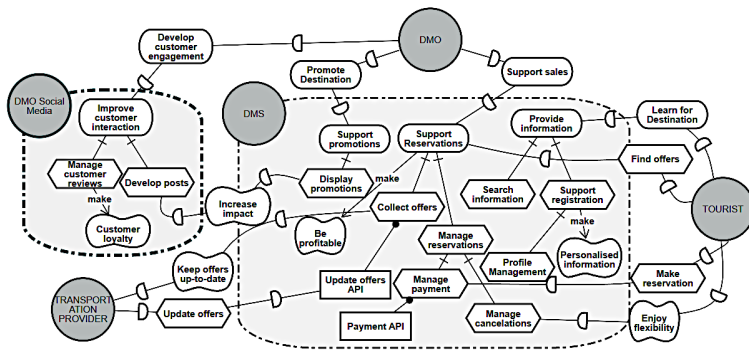 Develop
customer
engagement
DMO
Promote
Destination
Support sales
DMO Social
Media
Improve
customer
interaction
DMS
Support
promotions
Support
Reservations
Provide
information
Learn for
Destination
Find offers
Manage
customer
reviews
Develop posts
Display
promotions
make
Search
information
Support
registration
TOURIST
make
Customer
loyalty
Increase
impact
Collect offers
Be
profitable
make
Manage
reservations
Profile
Management
Personalised
information
Keep offers
up-to-date
Update offers
API
Manage
payment
Make
reservation
TRANSPORT
ATION
PROVIDER
Update offers
Payment API
Manage
cancelations
Enjoy
flexibility